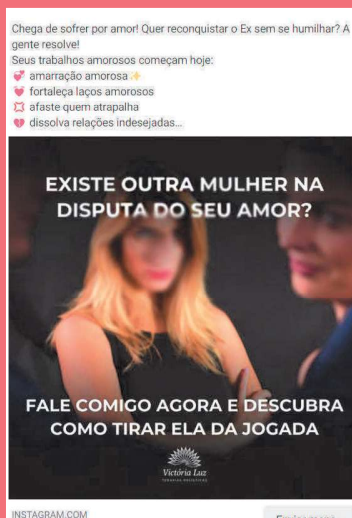 Chega de sofrer por amor! Quer reconquistar o Ex sem se humilhar? A
gente resolve!
Seus trabalhos amorosos começam hoje:
💞 amarração amorosa✨
💓 fortaleça laços amorosos
💢 afaste quem atrapalha
💔 dissolva relações indesejadas...
EXISTE OUTRA MULHER NA
DISPUTA DO SEU AMOR?
FALE COMIGO AGORA E DESCUBRA
COMO TIRAR ELA DA JOGADA
Victória Luz
TERAPIAS HOLÍSTICAS
INSTAGRAM.COM